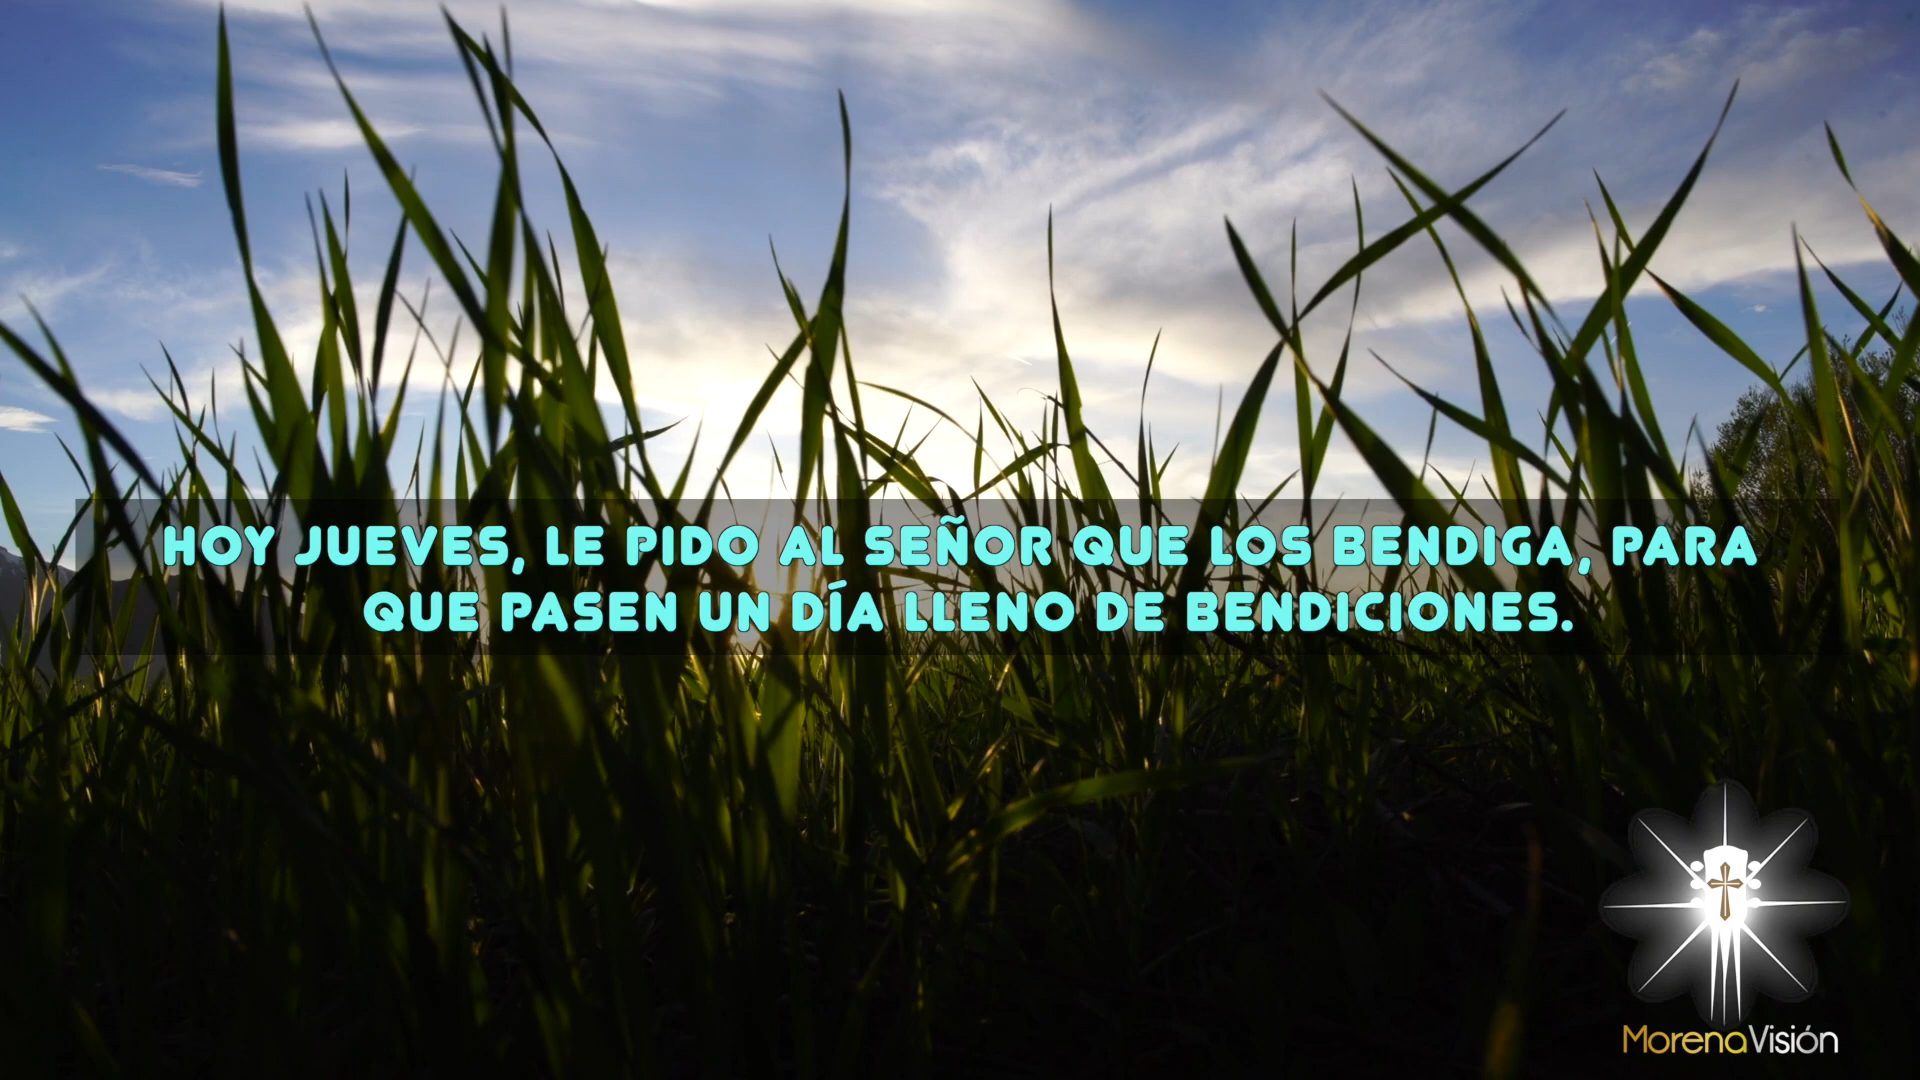 HOY JUEVES, LE PIDO AL SEÑOR QUE LOS BENDIGA, PARA
QUE PASEN UN DÍA LLENO DE BENDICIONES.
MorenaVisión